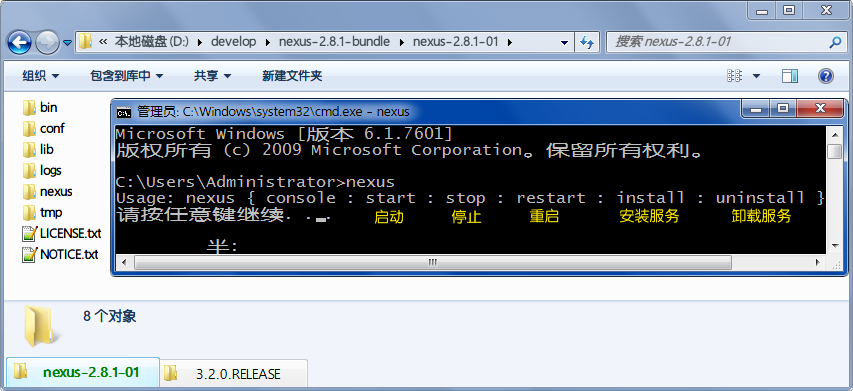 « 本地磁盘 (D:) ▸ develop ▸ nexus-2.8.1-bundle ▸ nexus-2.8.1-01 ▸
搜索 nexus-2.8.1-01
组织 包含到库中 共享 新建文件夹
bin
conf
lib
logs
nexus
tmp
LICENSE.txt
NOTICE.txt
管理员: C:\Windows\system32\cmd.exe - nexus
Microsoft Windows [版本 6.1.7601]
版权所有 (c) 2009 Microsoft Corporation。保留所有权利。
C:\Users\Administrator>nexus
Usage: nexus { console : start : stop : restart : install : uninstall }
请按任意键继续. . .
启动 停止 重启 安装服务 卸载服务
半:
8 个对象
nexus-2.8.1-01 3.2.0.RELEASE